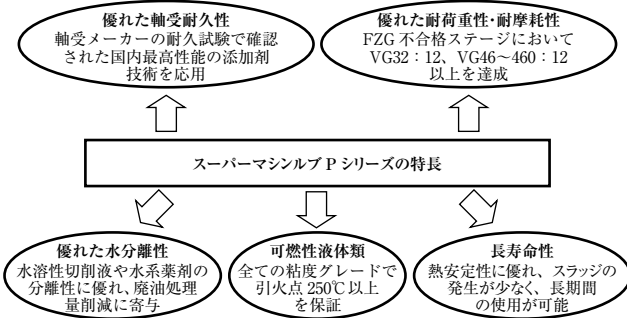 優れた軸受耐久性
軸受メーカーの耐久試験で確認
された国内最高性能の添加剤
技術を応用
優れた耐荷重性・耐摩耗性
FZG 不合格ステージにおいて
VG32：12、VG46～460：12
以上を達成
スーパーマシンルブ P シリーズの特長
優れた水分離性
水溶性切削液や水系薬剤の
分離性に優れ、廃油処理
量削減に寄与
可燃性液体類
全ての粘度グレードで
引火点 250℃以上
を保証
長寿命性
熱安定性に優れ、スラッジの
発生が少なく、長期間
の使用が可能